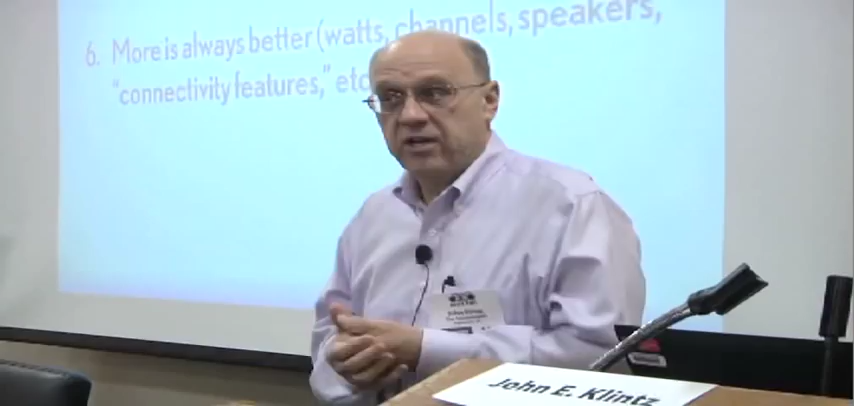 6. More is always better (watts, channels, speakers,
"connectivity features," etc
John E. Klintz